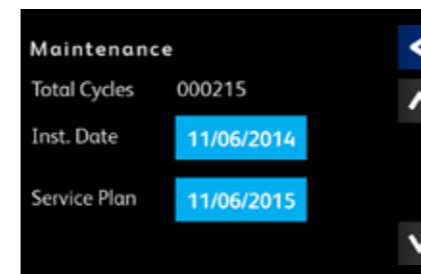 Maintenance
Total Cycles 000215
Inst. Date 11/06/2014
Service Plan 11/06/2015